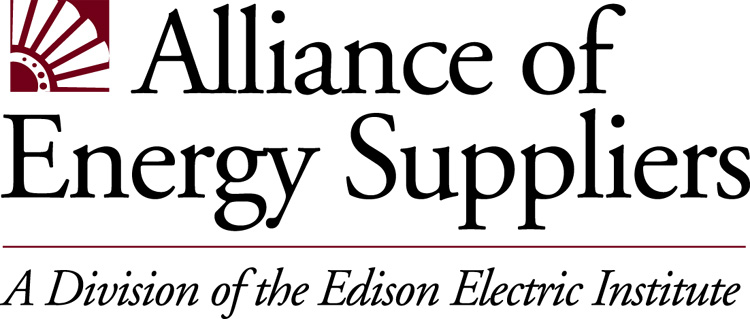 Alliance of
Energy Suppliers
A Division of the Edison Electric Institute